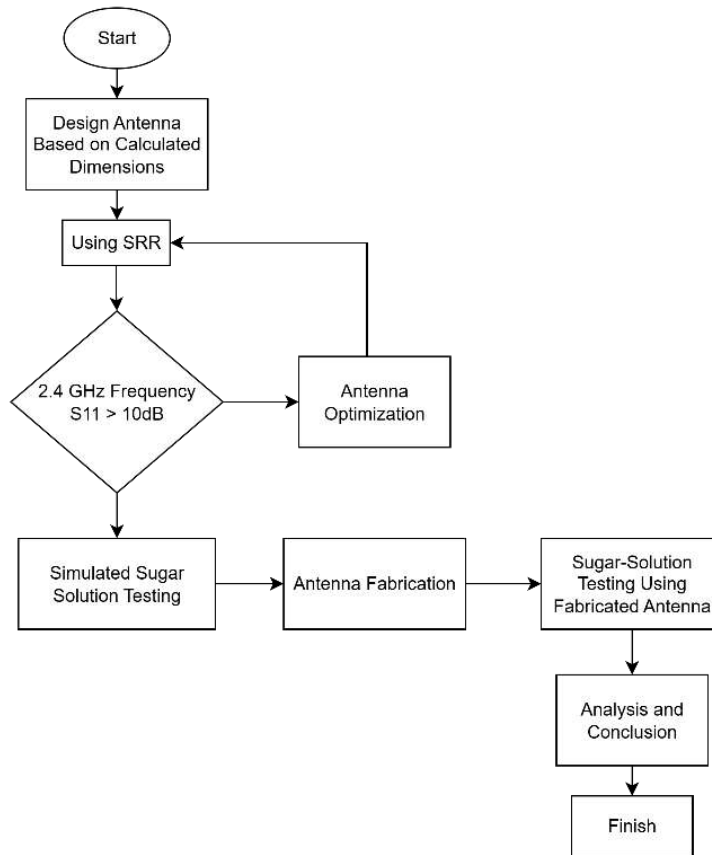 Start
Design Antenna
Based on Calculated
Dimensions
Using SRR
2.4 GHz Frequency
S11 > 10dB
Antenna
Optimization
Simulated Sugar
Solution Testing
Antenna Fabrication
Sugar-Solution
Testing Using
Fabricated Antenna
Analysis and
Conclusion
Finish